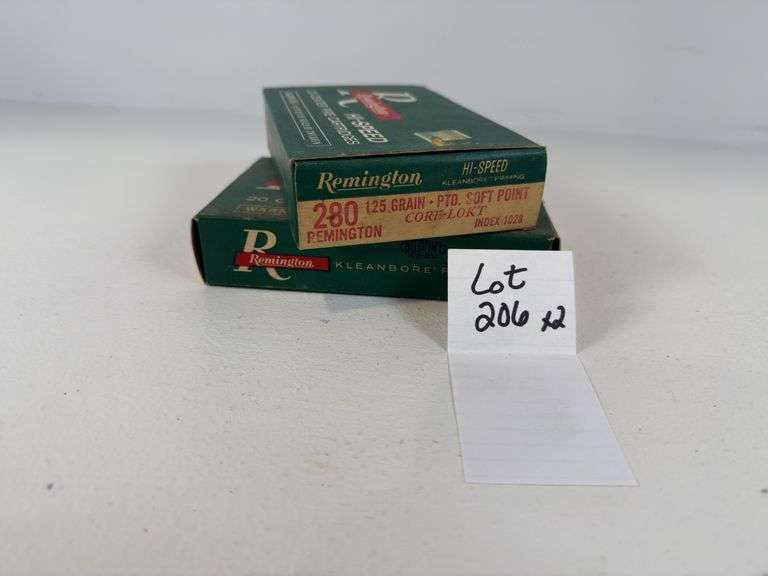 R
Remington
HI-SPEED
Remington
HI-SPEED
KLEANBORE PRIMING
280
REMINGTON
125 GRAIN • PTD. SOFT POINT
CORE-LOKT
INDEX 1028
20 C
R
Remington
KLEANBORE® P
Lot
206 x2